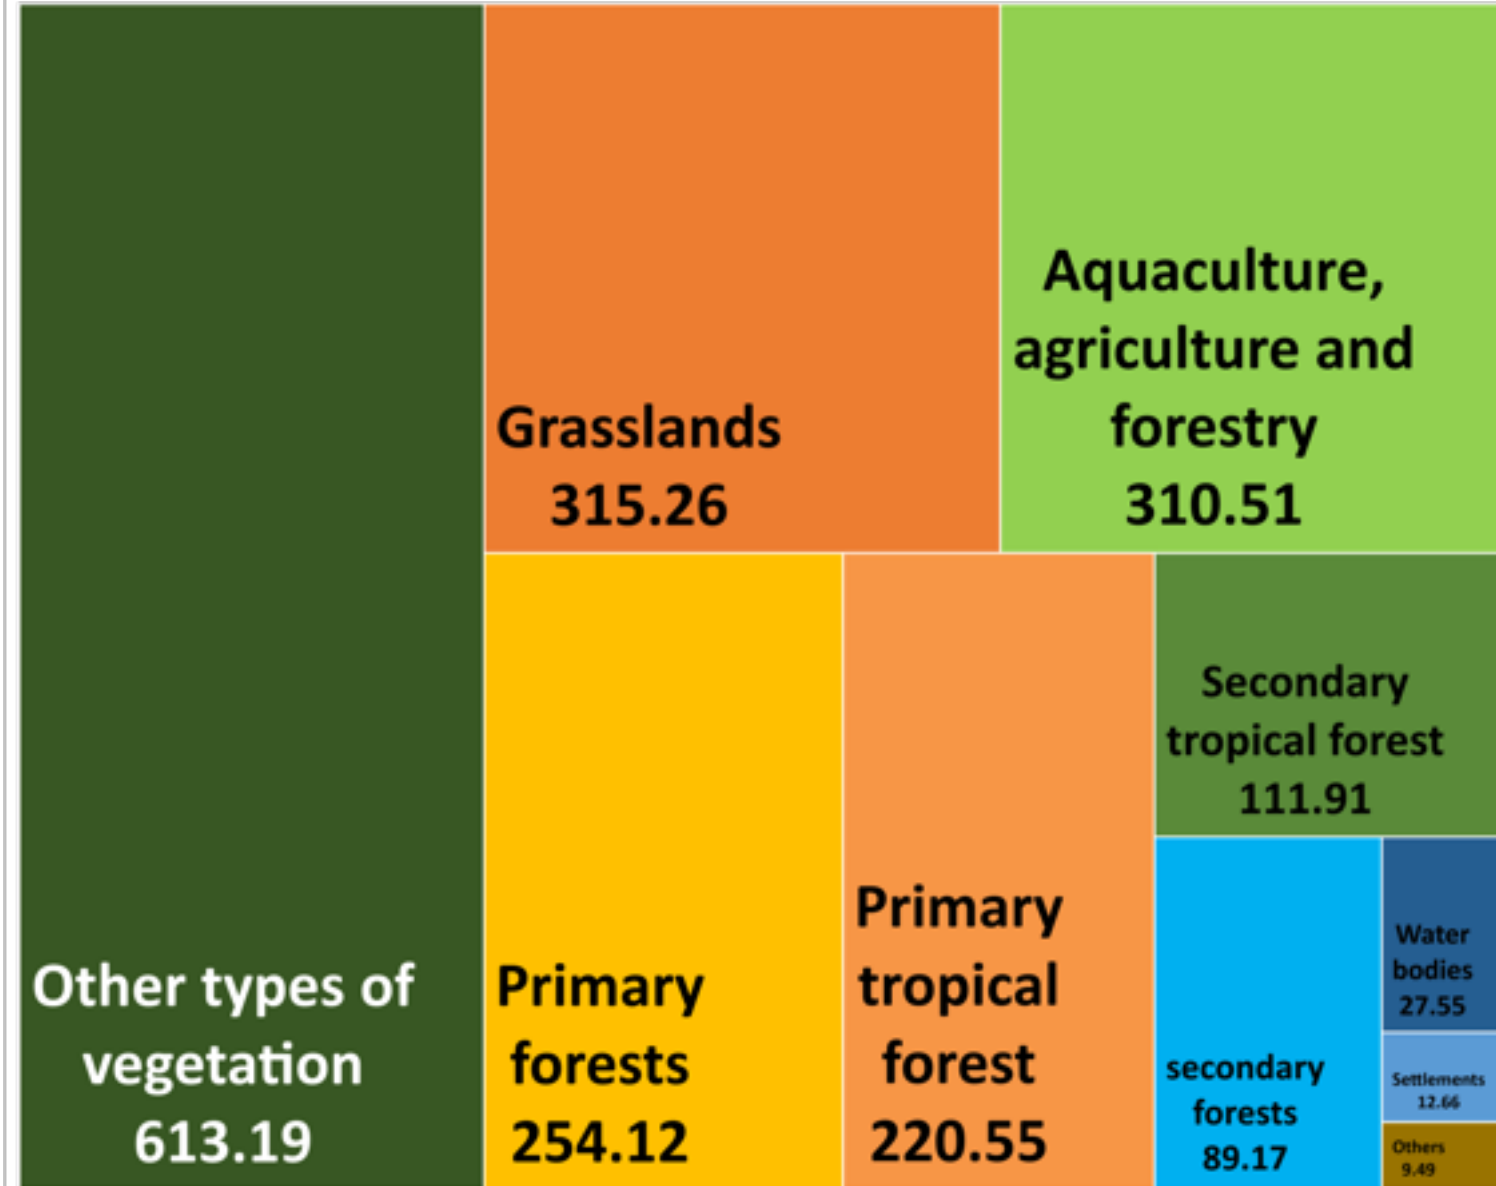 Other types of
vegetation
613.19
Grasslands
315.26
Aquaculture,
agriculture and
forestry
310.51
Primary
forests
254.12
Primary
tropical
forest
220.55
Secondary
tropical forest
111.91
secondary
forests
89.17
Water
bodies
27.55
Settlements
12.66
Others
9.49